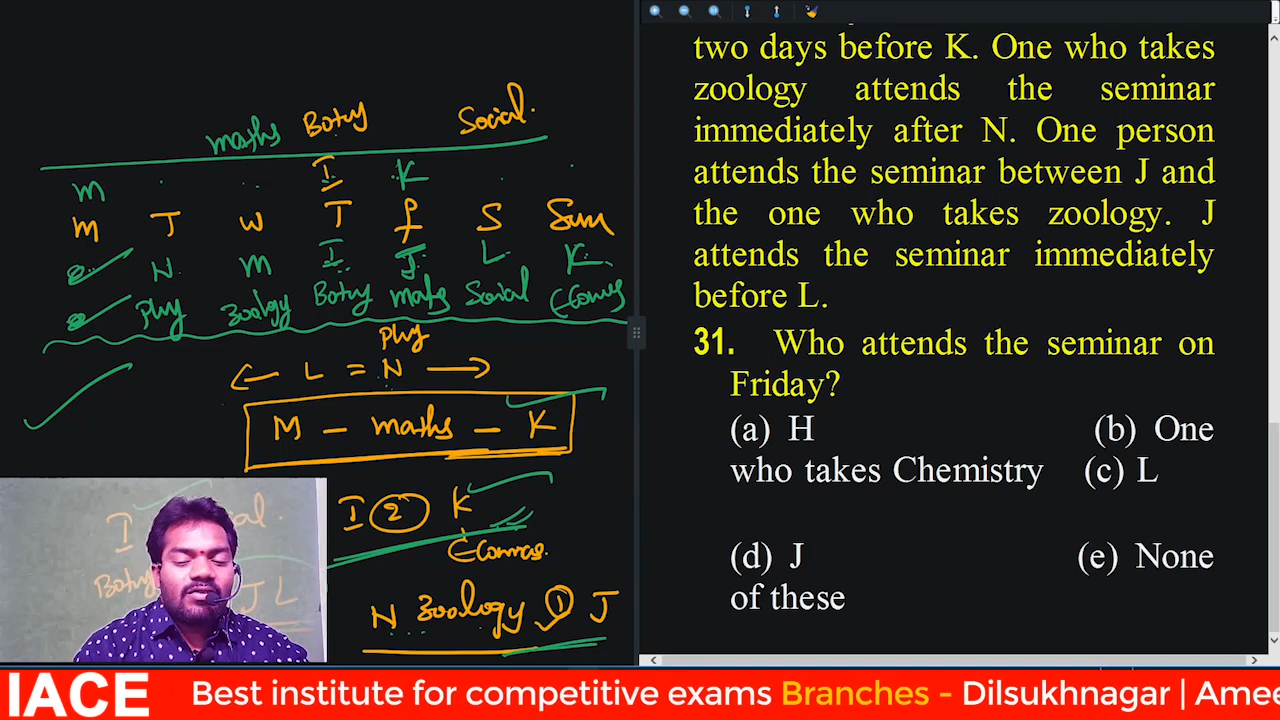 maths Botny Social.
M I K
M T W T f S Sun
N M I J L K
Phy Zoology Botny maths Social Ecomcs
Phy
L = N
M - maths - K
I 2 K
N Zoology 1 J
I al.
Botny J L
two days before K. One who takes
zoology attends the seminar
immediately after N. One person
attends the seminar between J and
the one who takes zoology. J
attends the seminar immediately
before L.
31. Who attends the seminar on
Friday?
(a) H (b) One
who takes Chemistry (c) L
(d) J (e) None
of these
IACE Best institute for competitive exams Branches - Dilsukhnagar | Amee